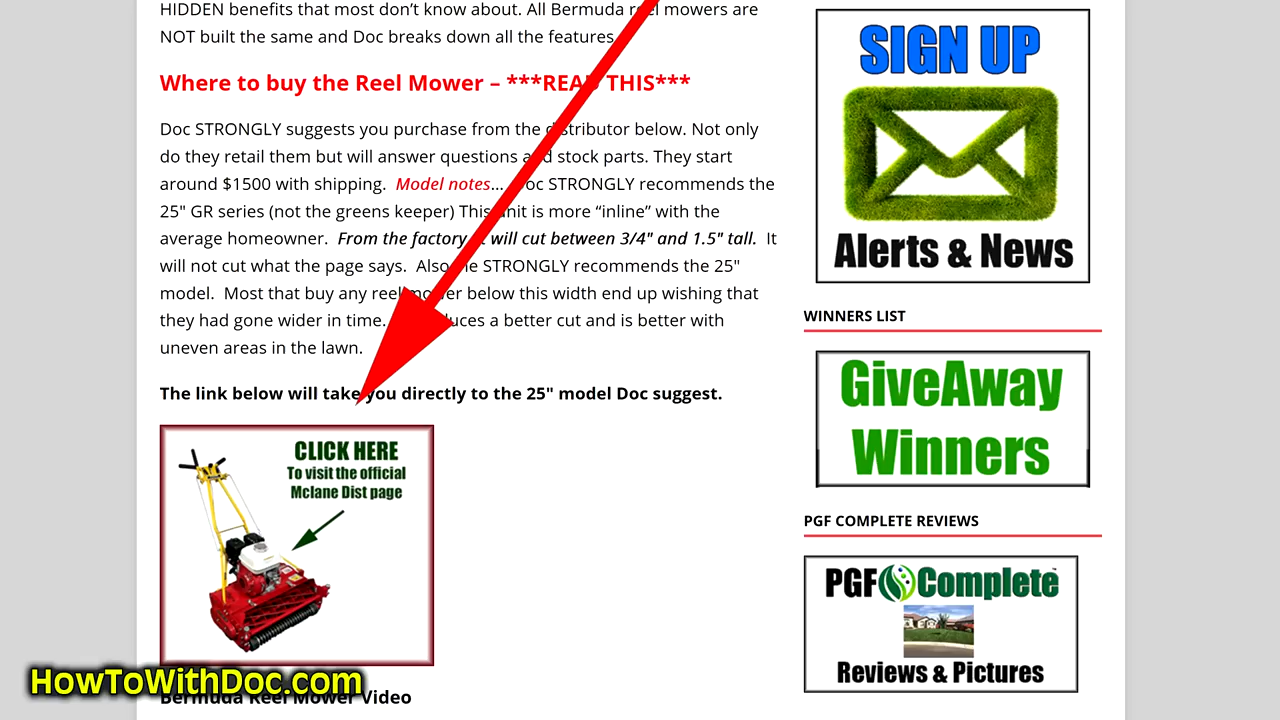 HIDDEN benefits that most don’t know about. All Bermuda reel mowers are
NOT built the same and Doc breaks down all the features.
Where to buy the Reel Mower – ***READ THIS***
Doc STRONGLY suggests you purchase from the distributor below. Not only
do they retail them but will answer questions and stock parts. They start
around $1500 with shipping. Model notes... Doc STRONGLY recommends the
25" GR series (not the greens keeper) This unit is more “inline” with the
average homeowner. From the factory it will cut between 3/4" and 1.5" tall. It
will not cut what the page says. Also he STRONGLY recommends the 25"
model. Most that buy any reel mower below this width end up wishing that
they had gone wider in time. produces a better cut and is better with
uneven areas in the lawn.
The link below will take you directly to the 25" model Doc suggest.
CLICK HERE
To visit the official
Mclane Dist page
Bermuda Reel Mower Video
HowToWithDoc.com
SIGN UP
Alerts & News
WINNERS LIST
GiveAway
Winners
PGF COMPLETE REVIEWS
PGF Complete
Reviews & Pictures